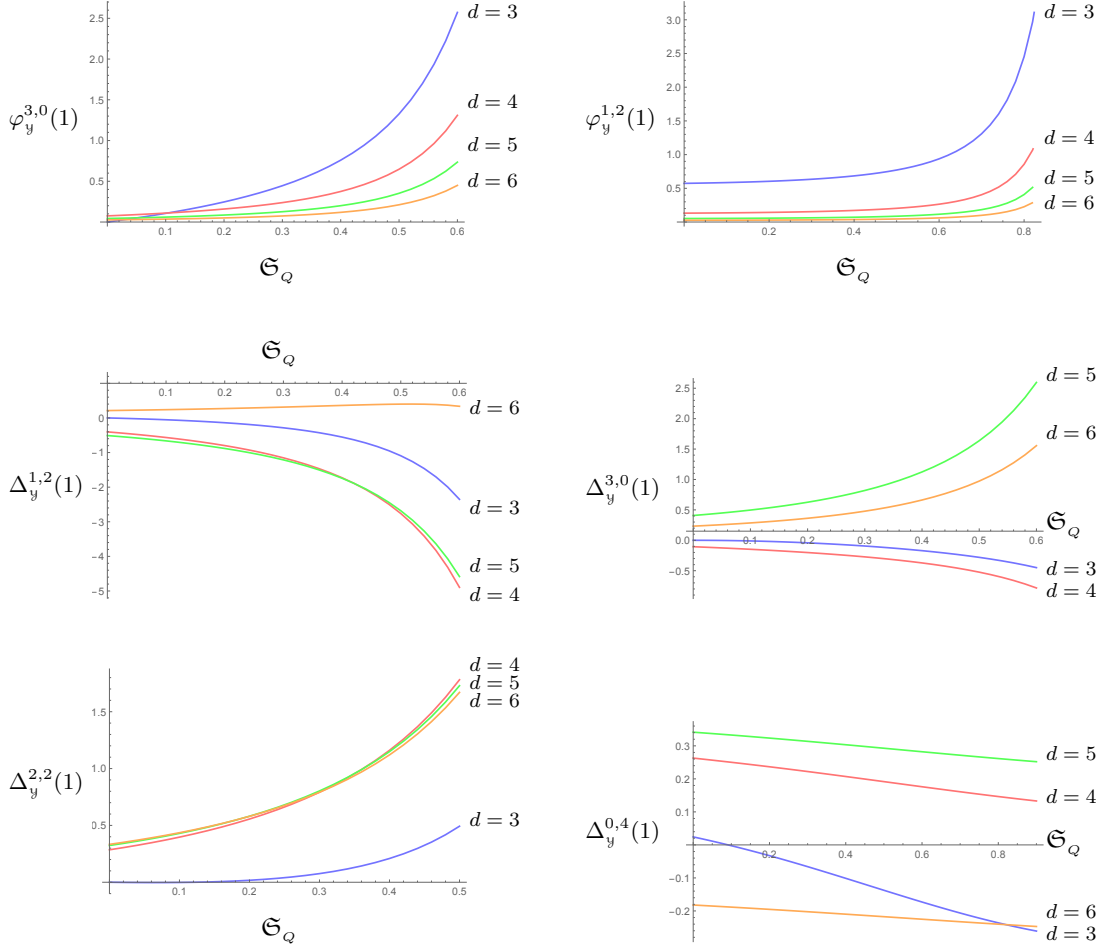 2.5
2.0
1.5
1.0
0.5
0.1 0.2 0.3 0.4 0.5 0.6
φ_y^{3,0}(1)
d = 3
d = 4
d = 5
d = 6
𝔖_Q
3.0
2.5
2.0
1.5
1.0
0.5
0.0
0.2 0.4 0.6 0.8
φ_y^{1,2}(1)
d = 3
d = 4
d = 5
d = 6
𝔖_Q
𝔖_Q
0.1 0.2 0.3 0.4 0.5 0.6
0
-1
-2
-3
-4
-5
Δ_y^{1,2}(1)
d = 6
d = 3
d = 5
d = 4
2.5
2.0
1.5
1.0
0.5
-0.5
0.1 0.2 0.3 0.4 0.5 0.6
Δ_y^{3,0}(1)
d = 5
d = 6
𝔖_Q
d = 3
d = 4
1.5
1.0
0.5
0.1 0.2 0.3 0.4 0.5
Δ_y^{2,2}(1)
d = 4
d = 5
d = 6
d = 3
𝔖_Q
0.3
0.2
0.1
-0.1
-0.2
0.2 0.4 0.6 0.8
Δ_y^{0,4}(1)
d = 5
d = 4
𝔖_Q
d = 6
d = 3